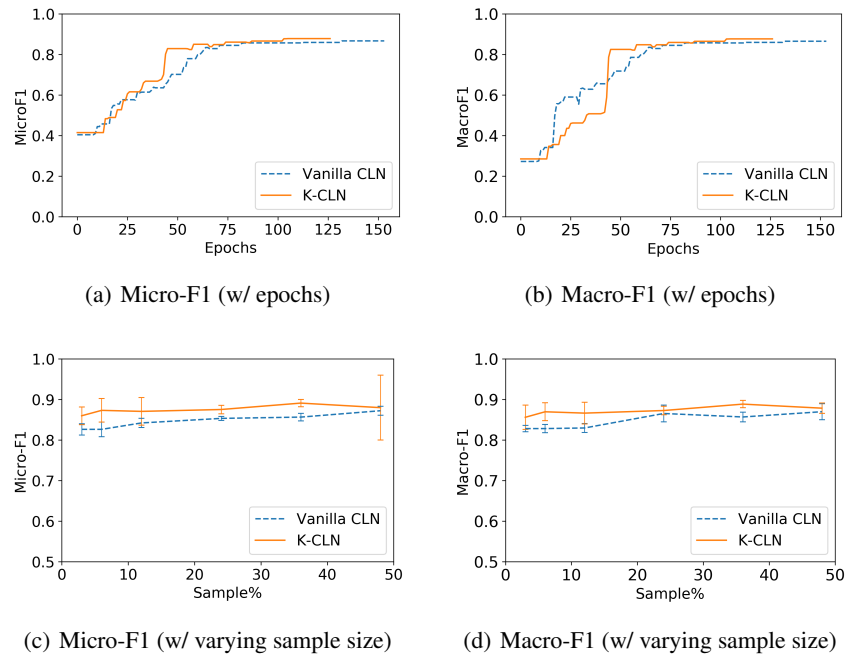 1.0
0.8
0.6
0.4
0.2
0.0
MicroF1
0 25 50 75 100 125 150
Epochs
Vanilla CLN
K-CLN
(a) Micro-F1 (w/ epochs)
1.0
0.8
0.6
0.4
0.2
0.0
MacroF1
0 25 50 75 100 125 150
Epochs
Vanilla CLN
K-CLN
(b) Macro-F1 (w/ epochs)
1.0
0.9
0.8
0.7
0.6
0.5
Micro-F1
0 10 20 30 40 50
Sample%
Vanilla CLN
K-CLN
(c) Micro-F1 (w/ varying sample size)
1.0
0.9
0.8
0.7
0.6
0.5
Macro-F1
0 10 20 30 40 50
Sample%
Vanilla CLN
K-CLN
(d) Macro-F1 (w/ varying sample size)